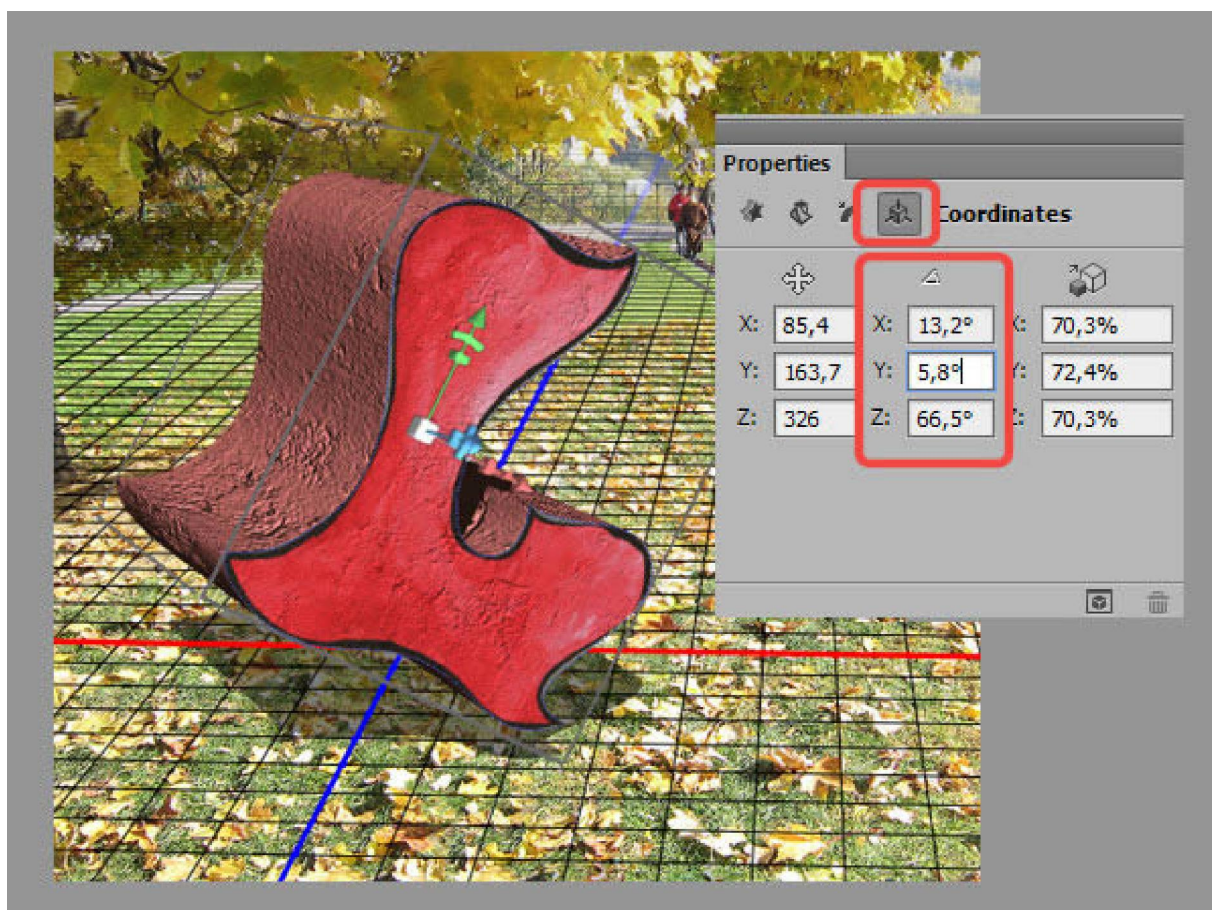 Properties
Coordinates
X: 85,4 X: 13,2° X: 70,3%
Y: 163,7 Y: 5,8° Y: 72,4%
Z: 326 Z: 66,5° Z: 70,3%